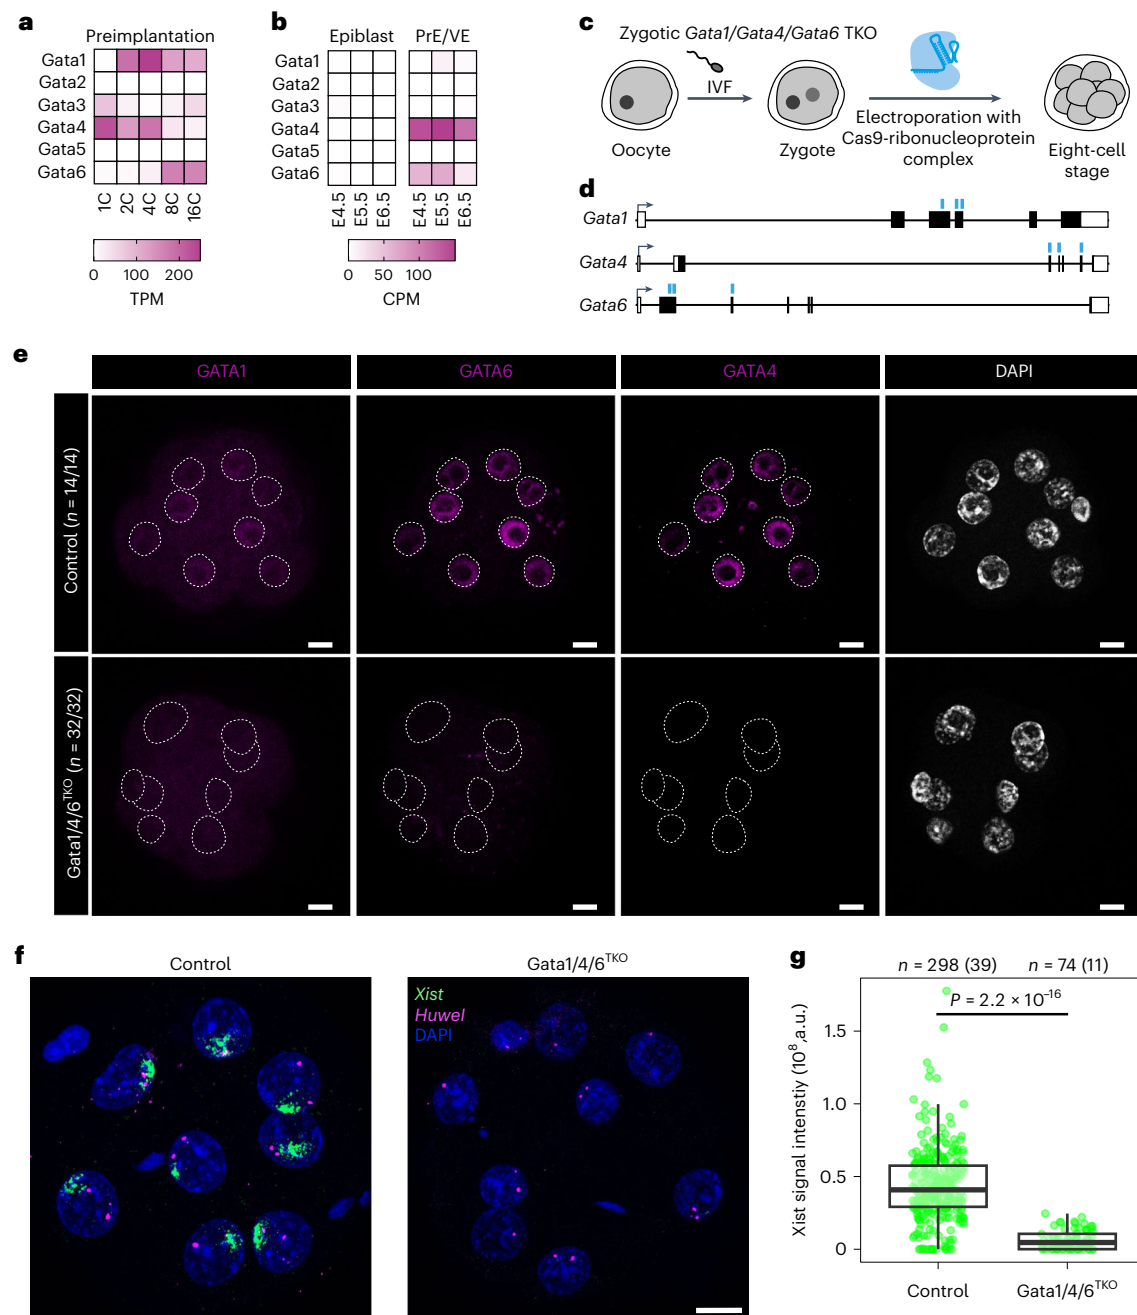 a
Preimplantation
Gata1
Gata2
Gata3
Gata4
Gata5
Gata6
1C 2C 4C 8C 16C
0 100 200
TPM
b
Epiblast PrE/VE
Gata1
Gata2
Gata3
Gata4
Gata5
Gata6
E4.5 E5.5 E6.5 E4.5 E5.5 E6.5
0 50 100
CPM
c
Zygotic Gata1/Gata4/Gata6 TKO
IVF
Oocyte
Zygote
Electroporation with
Cas9-ribonucleoprotein
complex
Eight-cell
stage
d
Gata1
Gata4
Gata6
e
GATA1 GATA6 GATA4 DAPI
Control (n = 14/14)
Gata1/4/6TKO (n = 32/32)
f
Control
Gata1/4/6TKO
Xist
HuweI
DAPI
g
n = 298 (39) n = 74 (11)
P = 2.2 × 10–16
Xist signal intenstiy (108,a.u.)
1.5
1.0
0.5
0
Control Gata1/4/6TKO